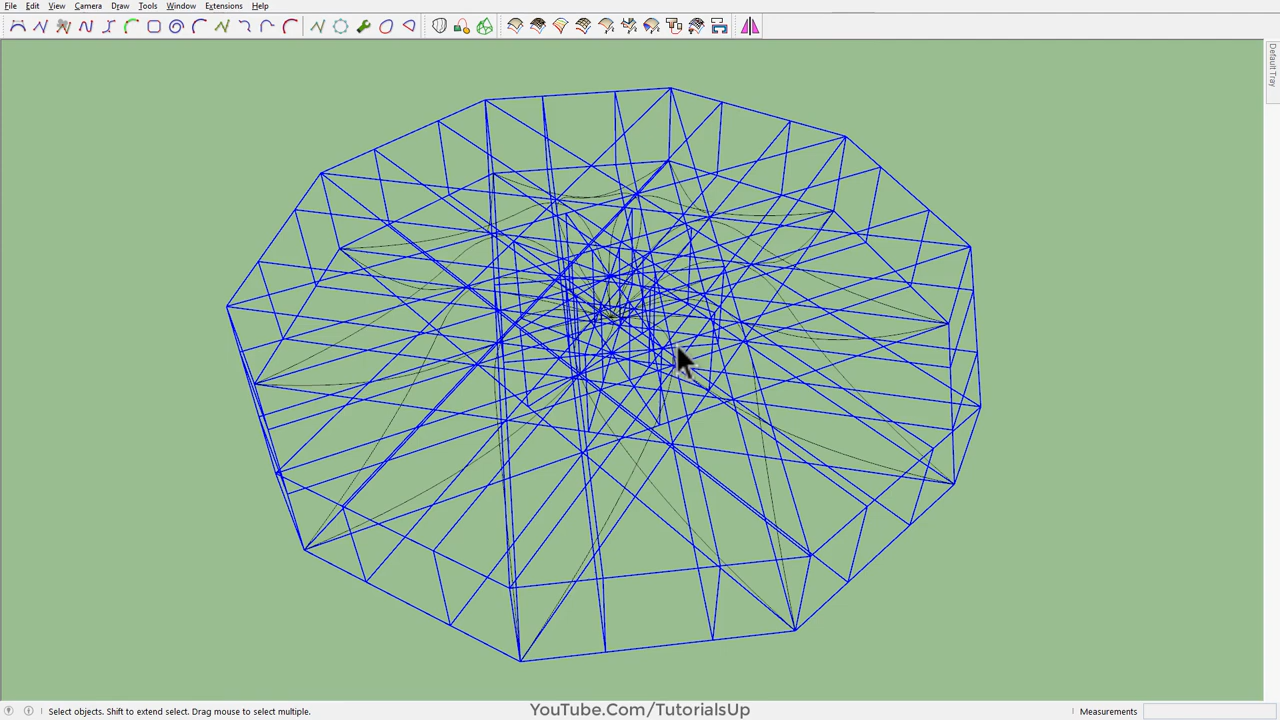 File Edit View Camera Draw Tools Window Extensions Help
Default Tray
Select objects. Shift to extend select. Drag mouse to select multiple.
YouTube.Com/TutorialsUp
Measurements